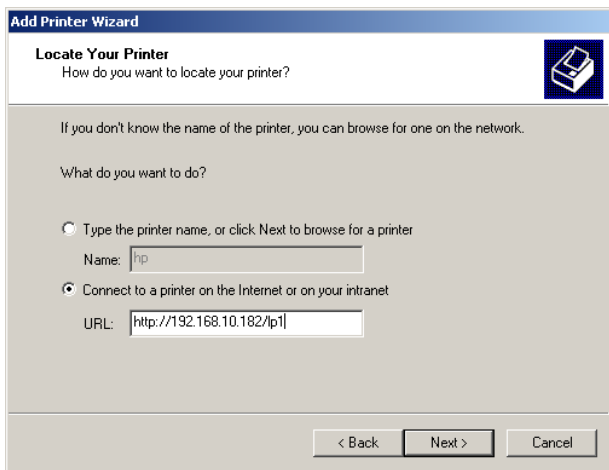 Add Printer Wizard
Locate Your Printer
How do you want to locate your printer?
If you don't know the name of the printer, you can browse for one on the network.
What do you want to do?
Type the printer name, or click Next to browse for a printer
Name: hp
Connect to a printer on the Internet or on your intranet
URL: http://192.168.10.182/lp1
< Back Next > Cancel